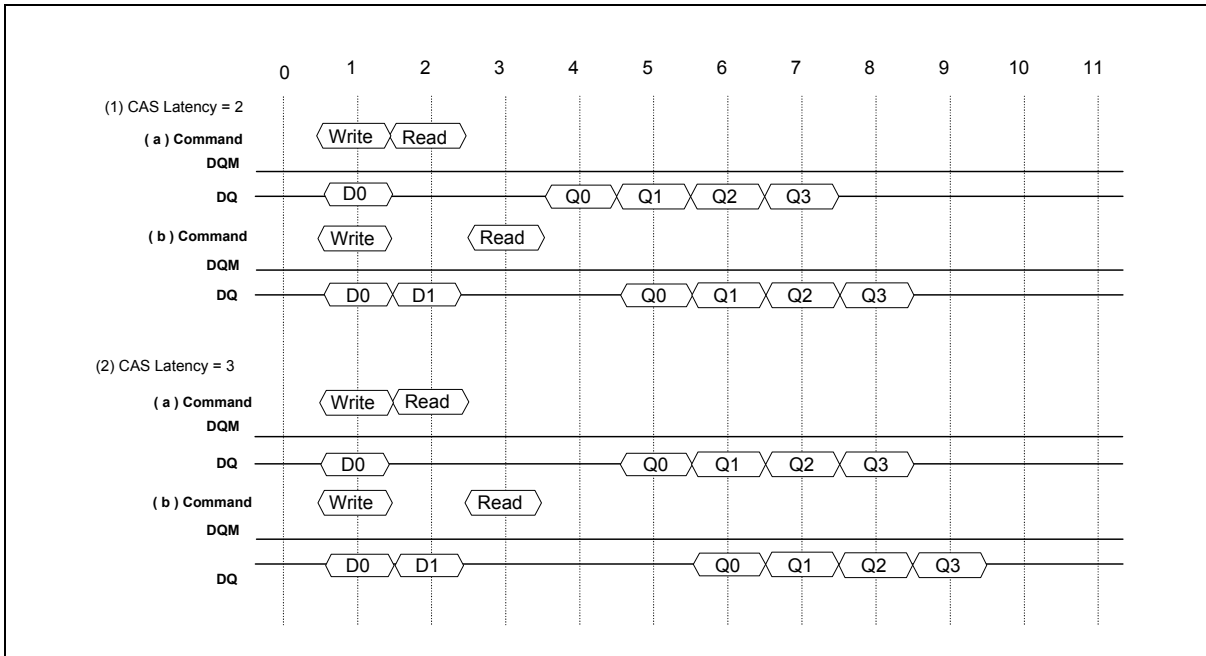 0 1 2 3 4 5 6 7 8 9 10 11
(1) CAS Latency = 2
( a ) Command Write Read
DQM
DQ D0 Q0 Q1 Q2 Q3
( b ) Command Write Read
DQM
DQ D0 D1 Q0 Q1 Q2 Q3
(2) CAS Latency = 3
( a ) Command Write Read
DQM
DQ D0 Q0 Q1 Q2 Q3
( b ) Command Write Read
DQM
DQ D0 D1 Q0 Q1 Q2 Q3